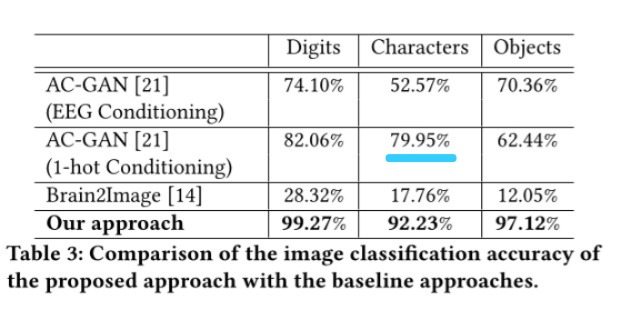 Digits Characters Objects
AC-GAN [21] 74.10% 52.57% 70.36%
(EEG Conditioning)
AC-GAN [21] 82.06% 79.95% 62.44%
(1-hot Conditioning)
Brain2Image [14] 28.32% 17.76% 12.05%
Our approach 99.27% 92.23% 97.12%
Table 3: Comparison of the image classification accuracy of
the proposed approach with the baseline approaches.